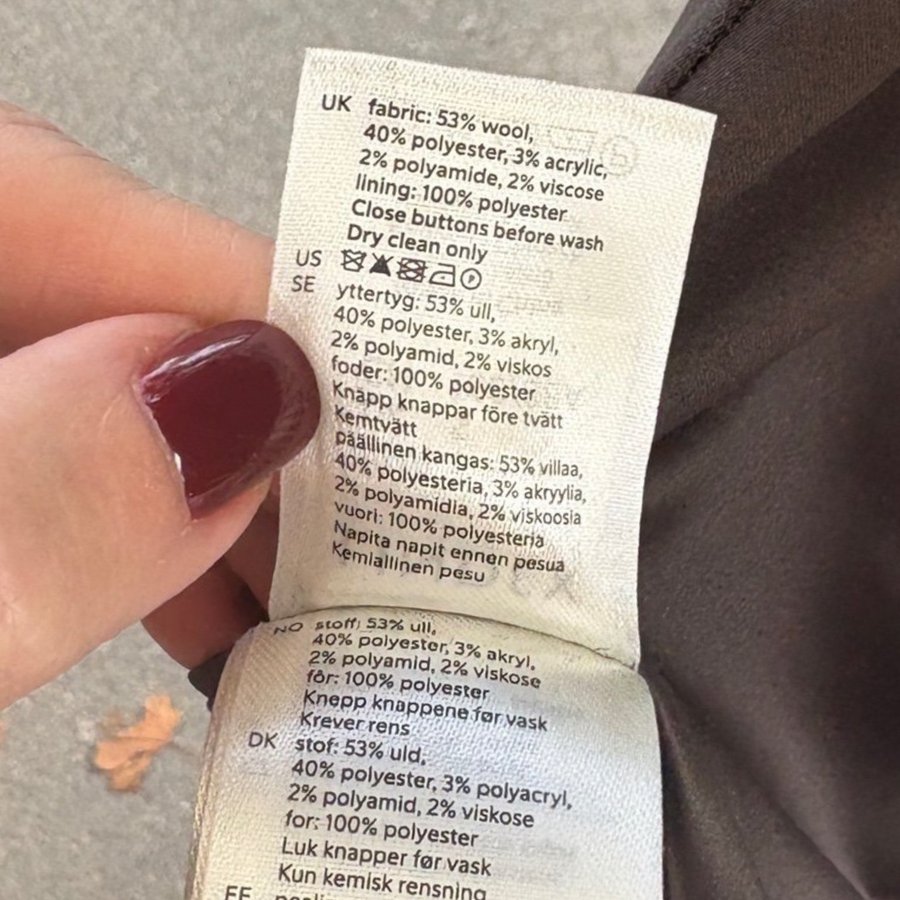 UK fabric: 53% wool,
40% polyester, 3% acrylic,
2% polyamide, 2% viscose
lining: 100% polyester
Close buttons before wash
Dry clean only
US
SE yttertyg: 53% ull,
40% polyester, 3% akryl,
2% polyamid, 2% viskos
foder: 100% polyester
Knäpp knappar före tvätt
Kemtvätt
päällinen kangas: 53% villaa,
40% polyesteria, 3% akryylia,
2% polyamidia, 2% viskoosia
vuori: 100% polyesteria
Napita napit ennen pesua
Kemiallinen pesu
NO stoff: 53% ull,
40% polyester, 3% akryl,
2% polyamid, 2% viskose
fôr: 100% polyester
Knepp knappene før vask
Krever rens
DK stof: 53% uld,
40% polyester, 3% polyacryl,
2% polyamid, 2% viskose
for: 100% polyester
Luk knapper før vask
Kun kemisk rensning
EE